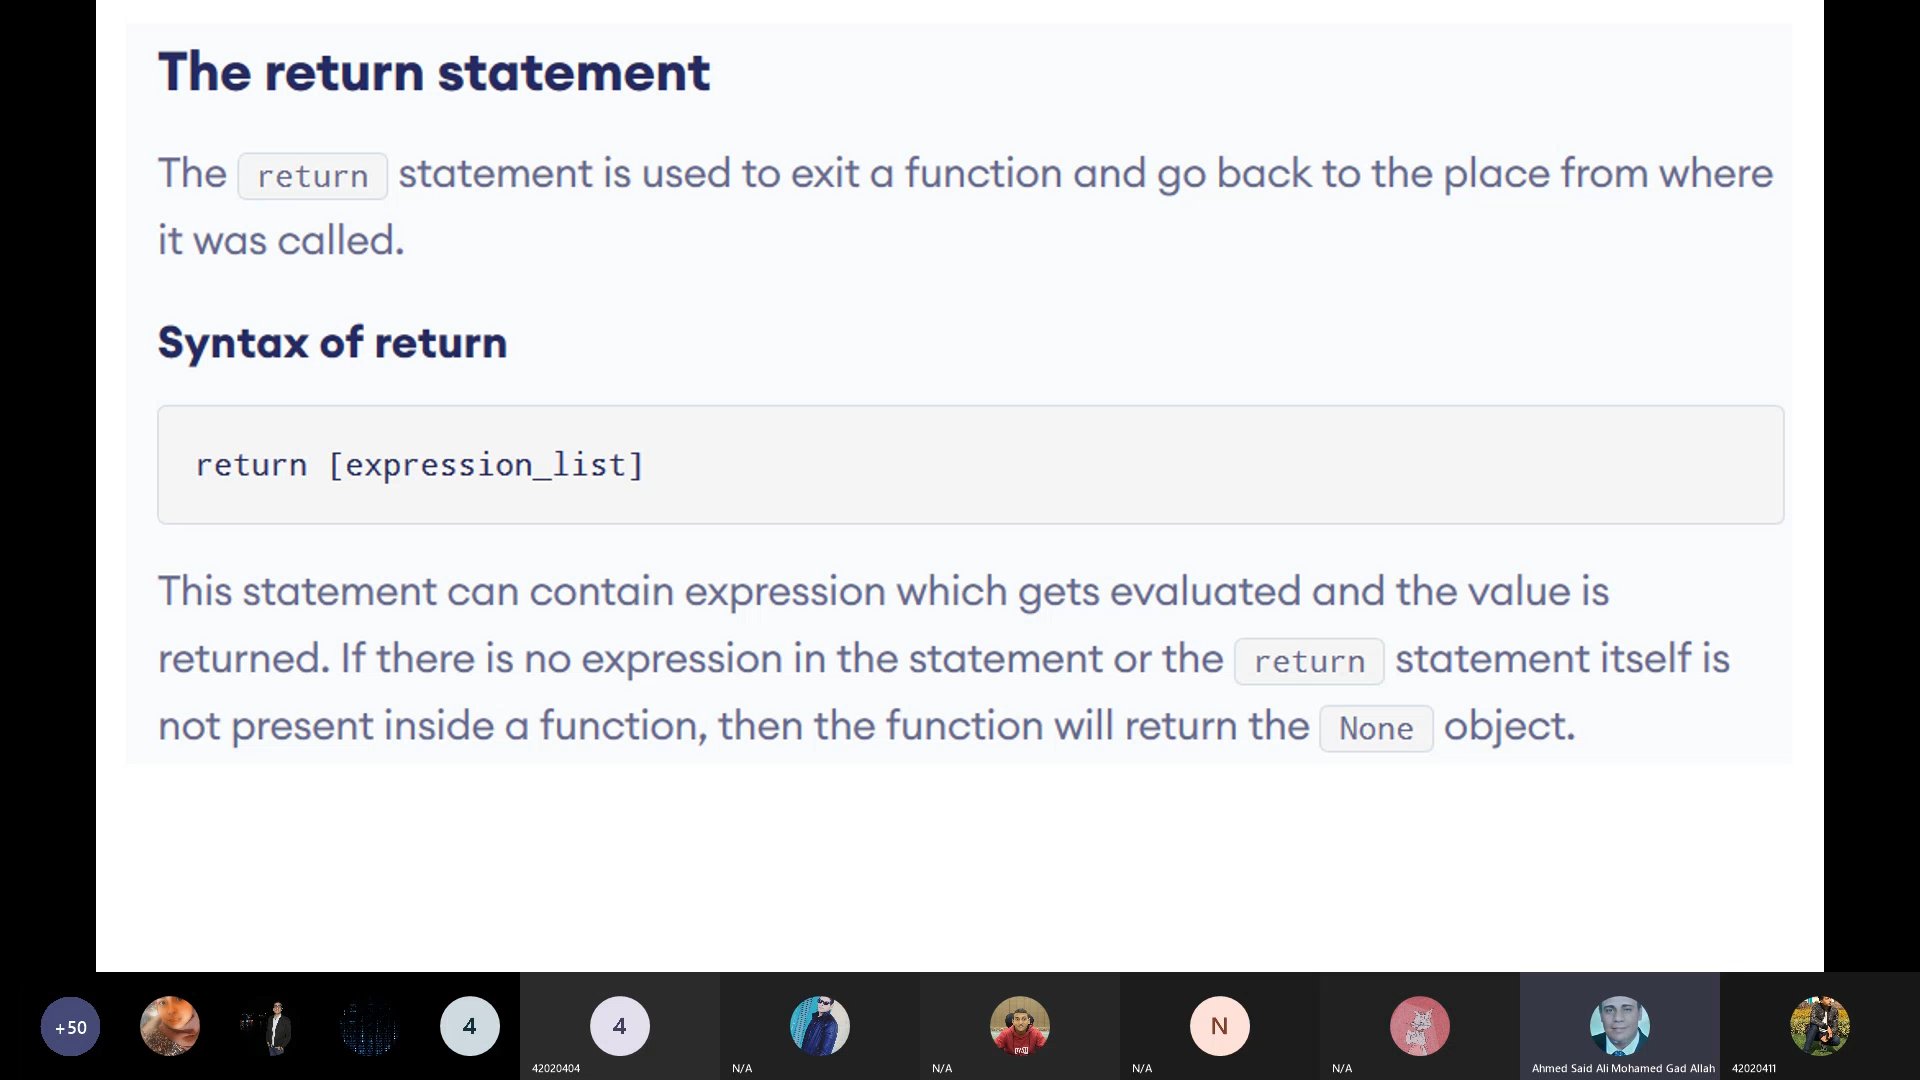 The return statement
The return statement is used to exit a function and go back to the place from where
it was called.
Syntax of return
return [expression_list]
This statement can contain expression which gets evaluated and the value is
returned. If there is no expression in the statement or the return statement itself is
not present inside a function, then the function will return the None object.
+50
4
4
N
42020404
N/A
N/A
N/A
N/A
Ahmed Said Ali Mohamed Gad Allah
42020411